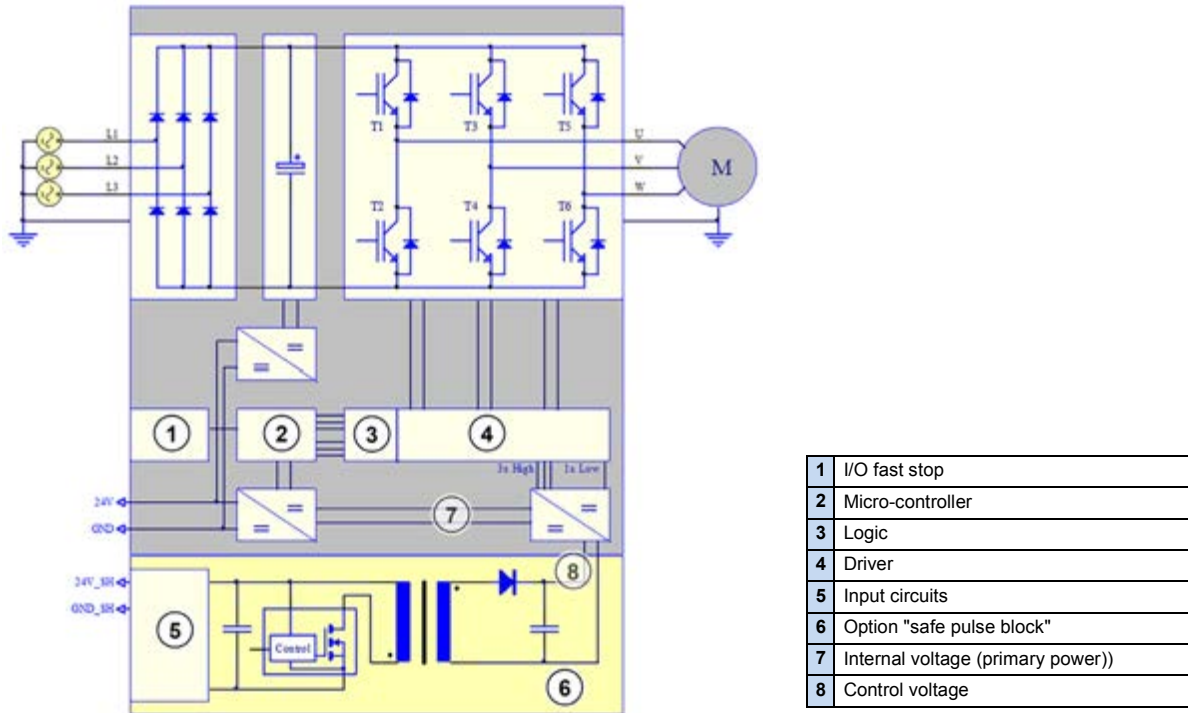 T1
T3
T5
L1
L2
L3
U
V
W
M
T2
T4
T6
1
2
3
4
3x High
1x Low
24V
GND
7
8
24V_SH
GND_SH
5
Control
6
1 I/O fast stop
2 Micro-controller
3 Logic
4 Driver
5 Input circuits
6 Option "safe pulse block"
7 Internal voltage (primary power))
8 Control voltage